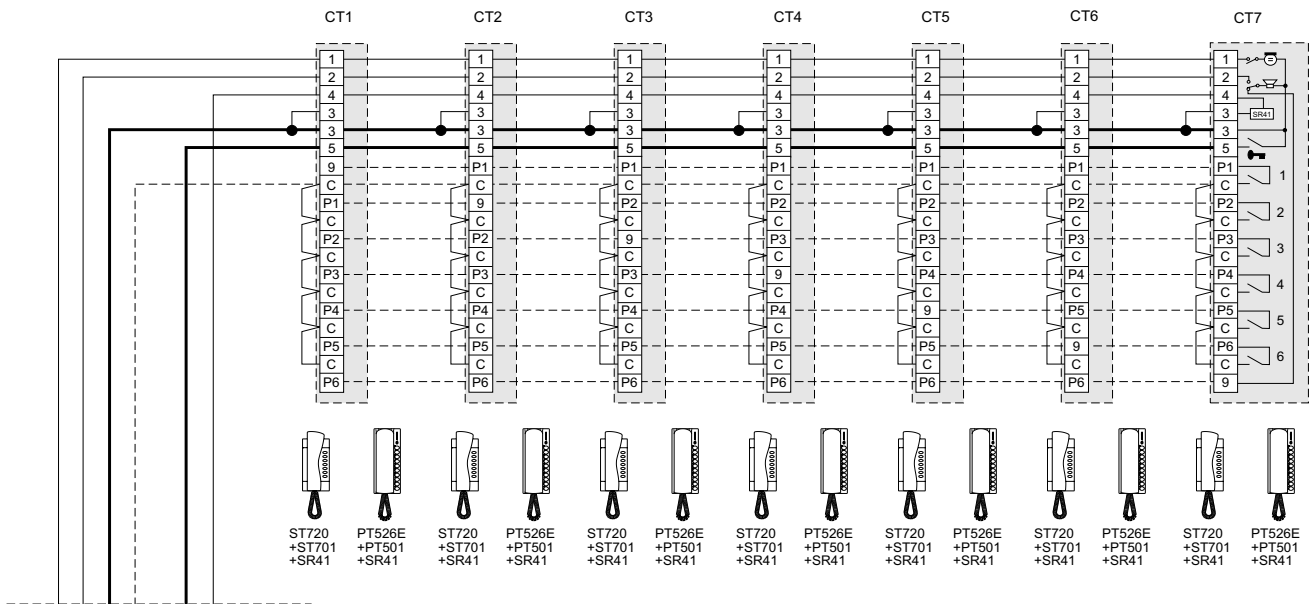 CT1 CT2 CT3 CT4 CT5 CT6 CT7
1 1 1 1 1 1 1
2 2 2 2 2 2 2
4 4 4 4 4 4 4
3 3 3 3 3 3 3 SR41
3 3 3 3 3 3 3
5 5 5 5 5 5 5
9 P1 P1 P1 P1 P1 P1
C C C C C C C 1
P1 9 P2 P2 P2 P2 P2
C C C C C C C 2
P2 P2 9 P3 P3 P3 P3
C C C C C C C 3
P3 P3 P3 9 P4 P4 P4
C C C C C C C 4
P4 P4 P4 P4 9 P5 P5
C C C C C C C 5
P5 P5 P5 P5 P5 9 P6
C C C C C C C 6
P6 P6 P6 P6 P6 P6 9
ST720 PT526E ST720 PT526E ST720 PT526E ST720 PT526E ST720 PT526E ST720 PT526E ST720 PT526E
+ST701 +PT501 +ST701 +PT501 +ST701 +PT501 +ST701 +PT501 +ST701 +PT501 +ST701 +PT501 +ST701 +PT501
+SR41 +SR41 +SR41 +SR41 +SR41 +SR41 +SR41 +SR41 +SR41 +SR41 +SR41 +SR41 +SR41 +SR41